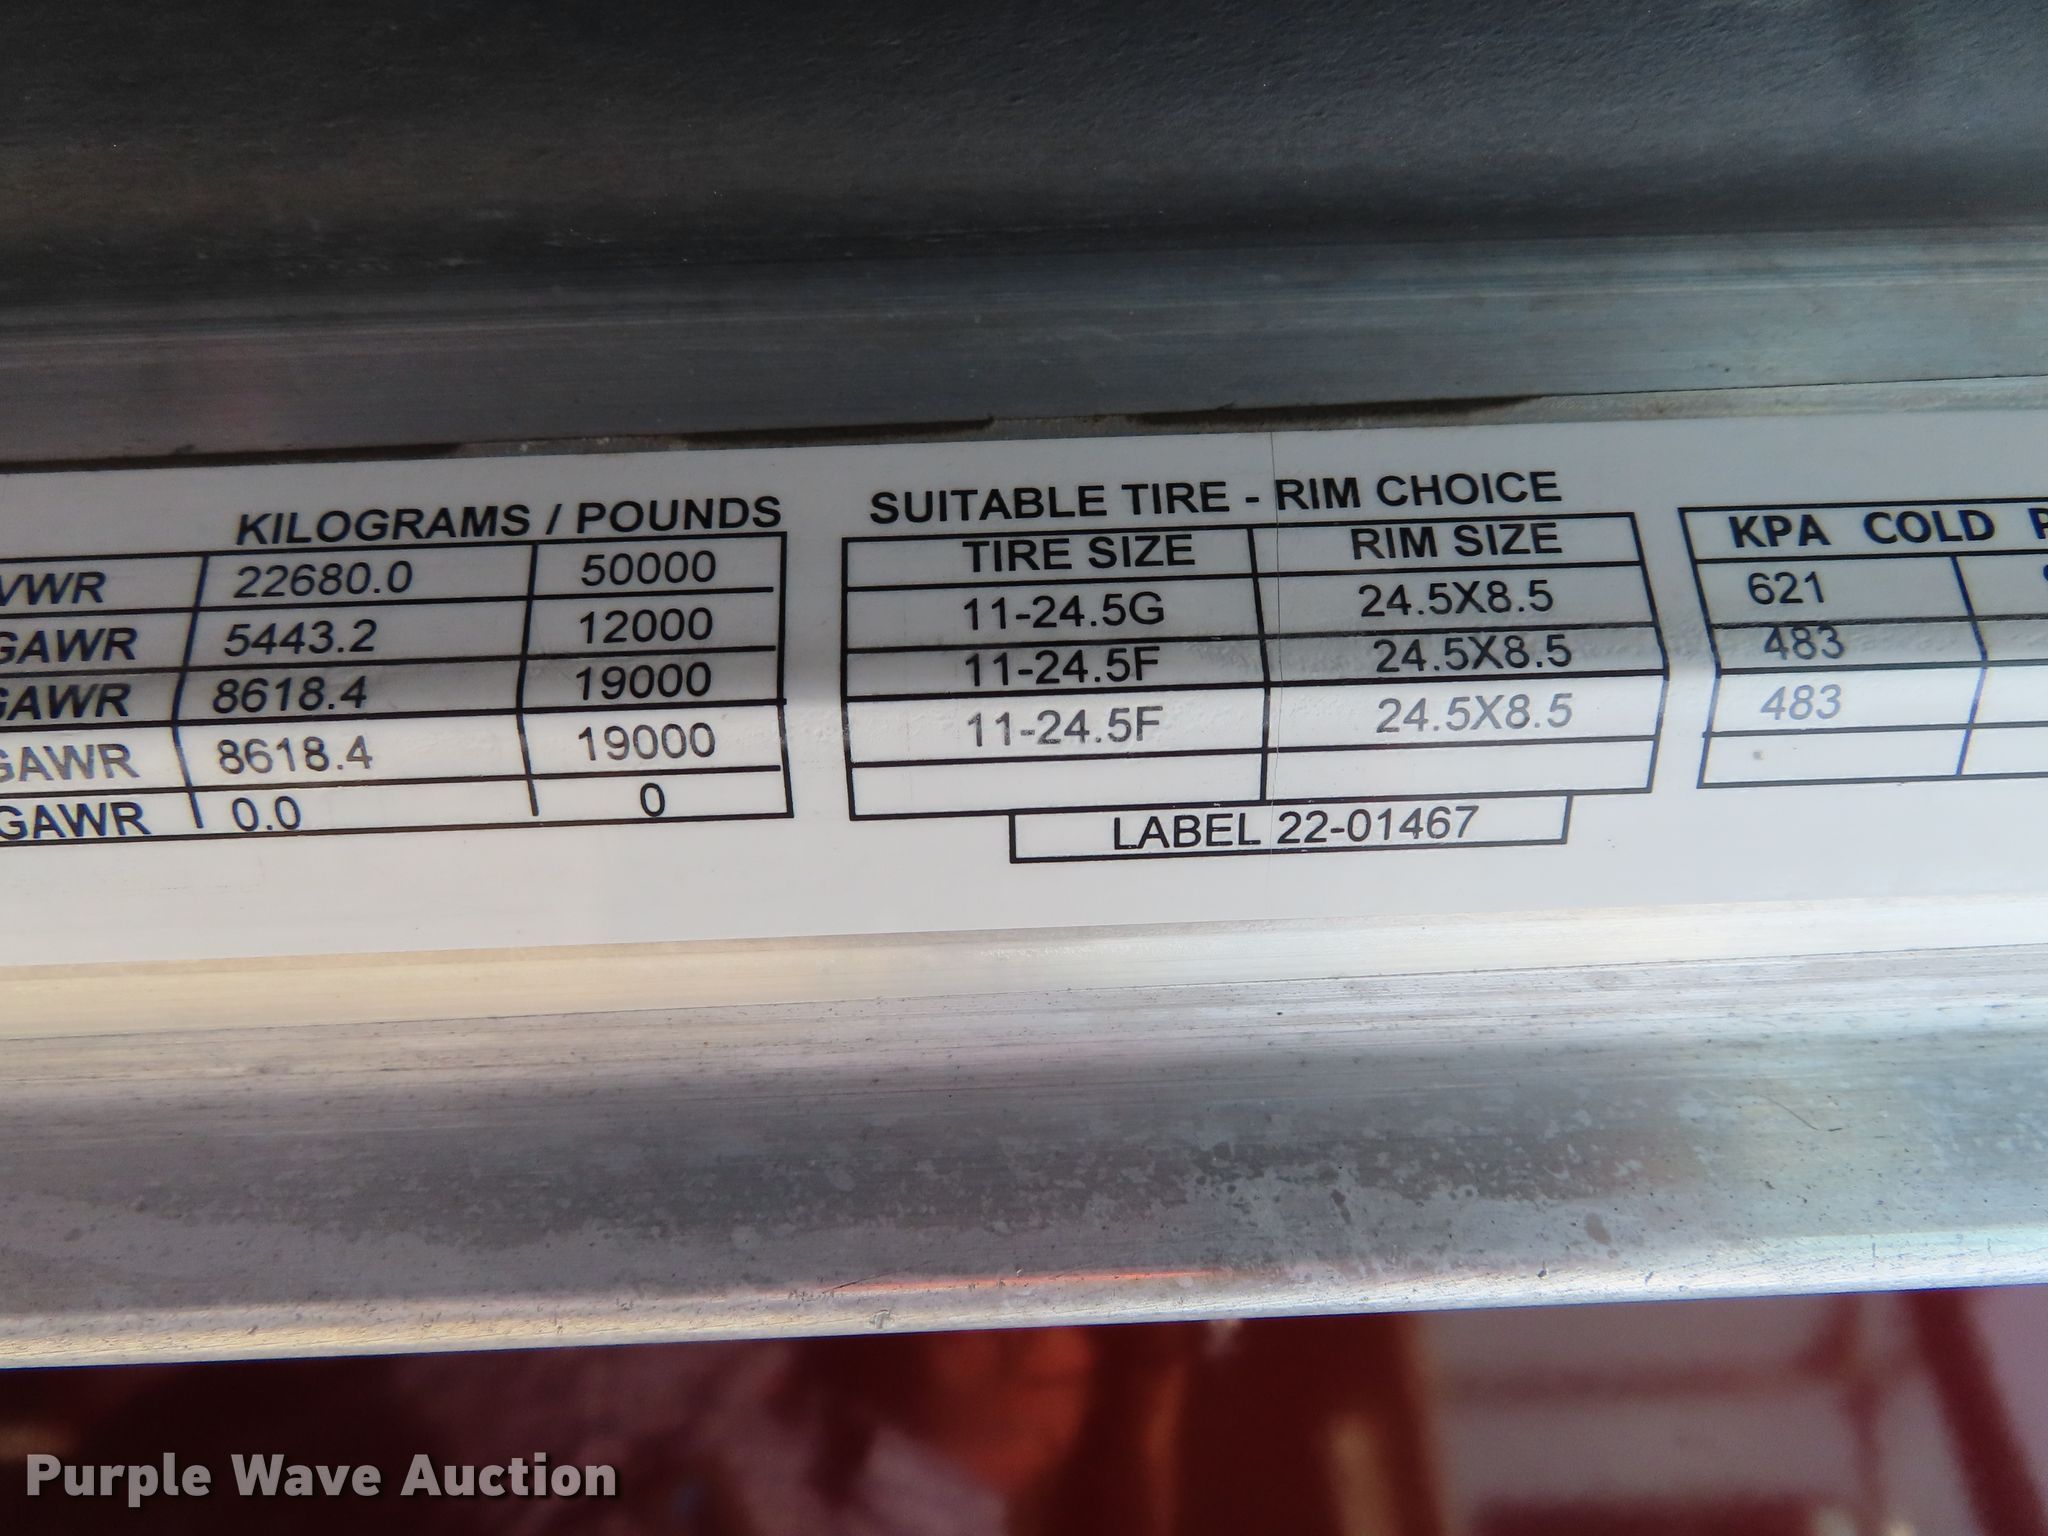 KILOGRAMS / POUNDS
VWR 22680.0 50000
GAWR 5443.2 12000
GAWR 8618.4 19000
GAWR 8618.4 19000
GAWR 0.0 0
SUITABLE TIRE - RIM CHOICE
TIRE SIZE RIM SIZE
11-24.5G 24.5X8.5
11-24.5F 24.5X8.5
11-24.5F 24.5X8.5
LABEL 22-01467
KPA COLD P
621
483
483
Purple Wave Auction